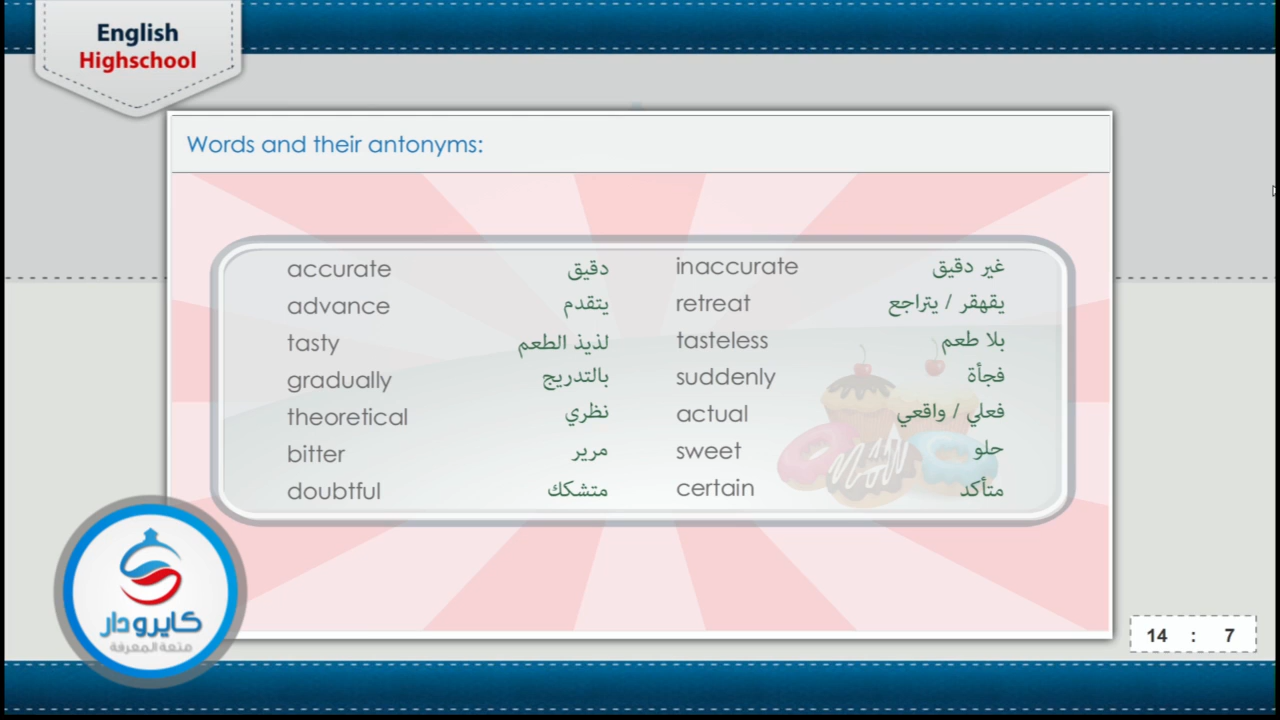 English
Highschool
Words and their antonyms:
accurate دقيق inaccurate غير دقيق
advance يتقدم retreat يقهقر / يتراجع
tasty لذيذ الطعم tasteless بلا طعم
gradually بالتدريج suddenly فجأة
theoretical نظري actual فعلي / واقعي
bitter مرير sweet حلو
doubtful متشكك certain متأكد
كايرودار
متعة المعرفة
14 : 7